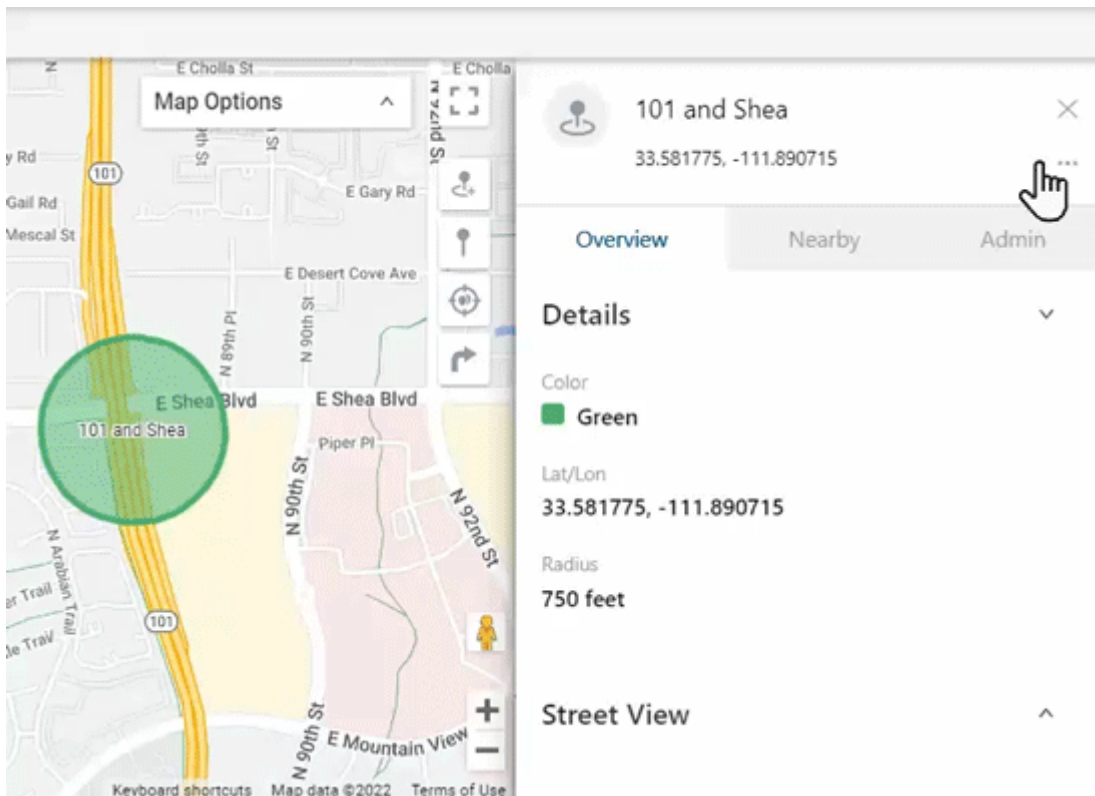 E Cholla St
E Cholla
Map Options
N 92nd S
St
y Rd
101
E Gary Rd
Gail Rd
Mescal St
E Desert Cove Ave
N 89th Pl
N 90th St
E Shea Blvd
E Shea Blvd
101 and Shea
Piper Pl
N 90th St
N 92nd St
N Arabian Trail
er Trail
le Trail
101
N 90th St
E Mountain View
Keyboard shortcuts
Map data ©2022
Terms of Use
101 and Shea
33.581775, -111.890715
Overview
Nearby
Admin
Details
Color
Green
Lat/Lon
33.581775, -111.890715
Radius
750 feet
Street View